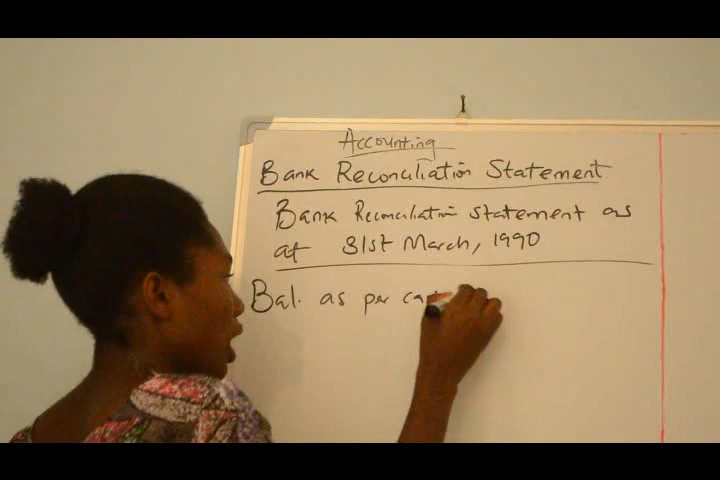 Accounting
Bank Reconciliation Statement
Bank Reconciliation statement as
at 31st March, 1990
Bal. as per